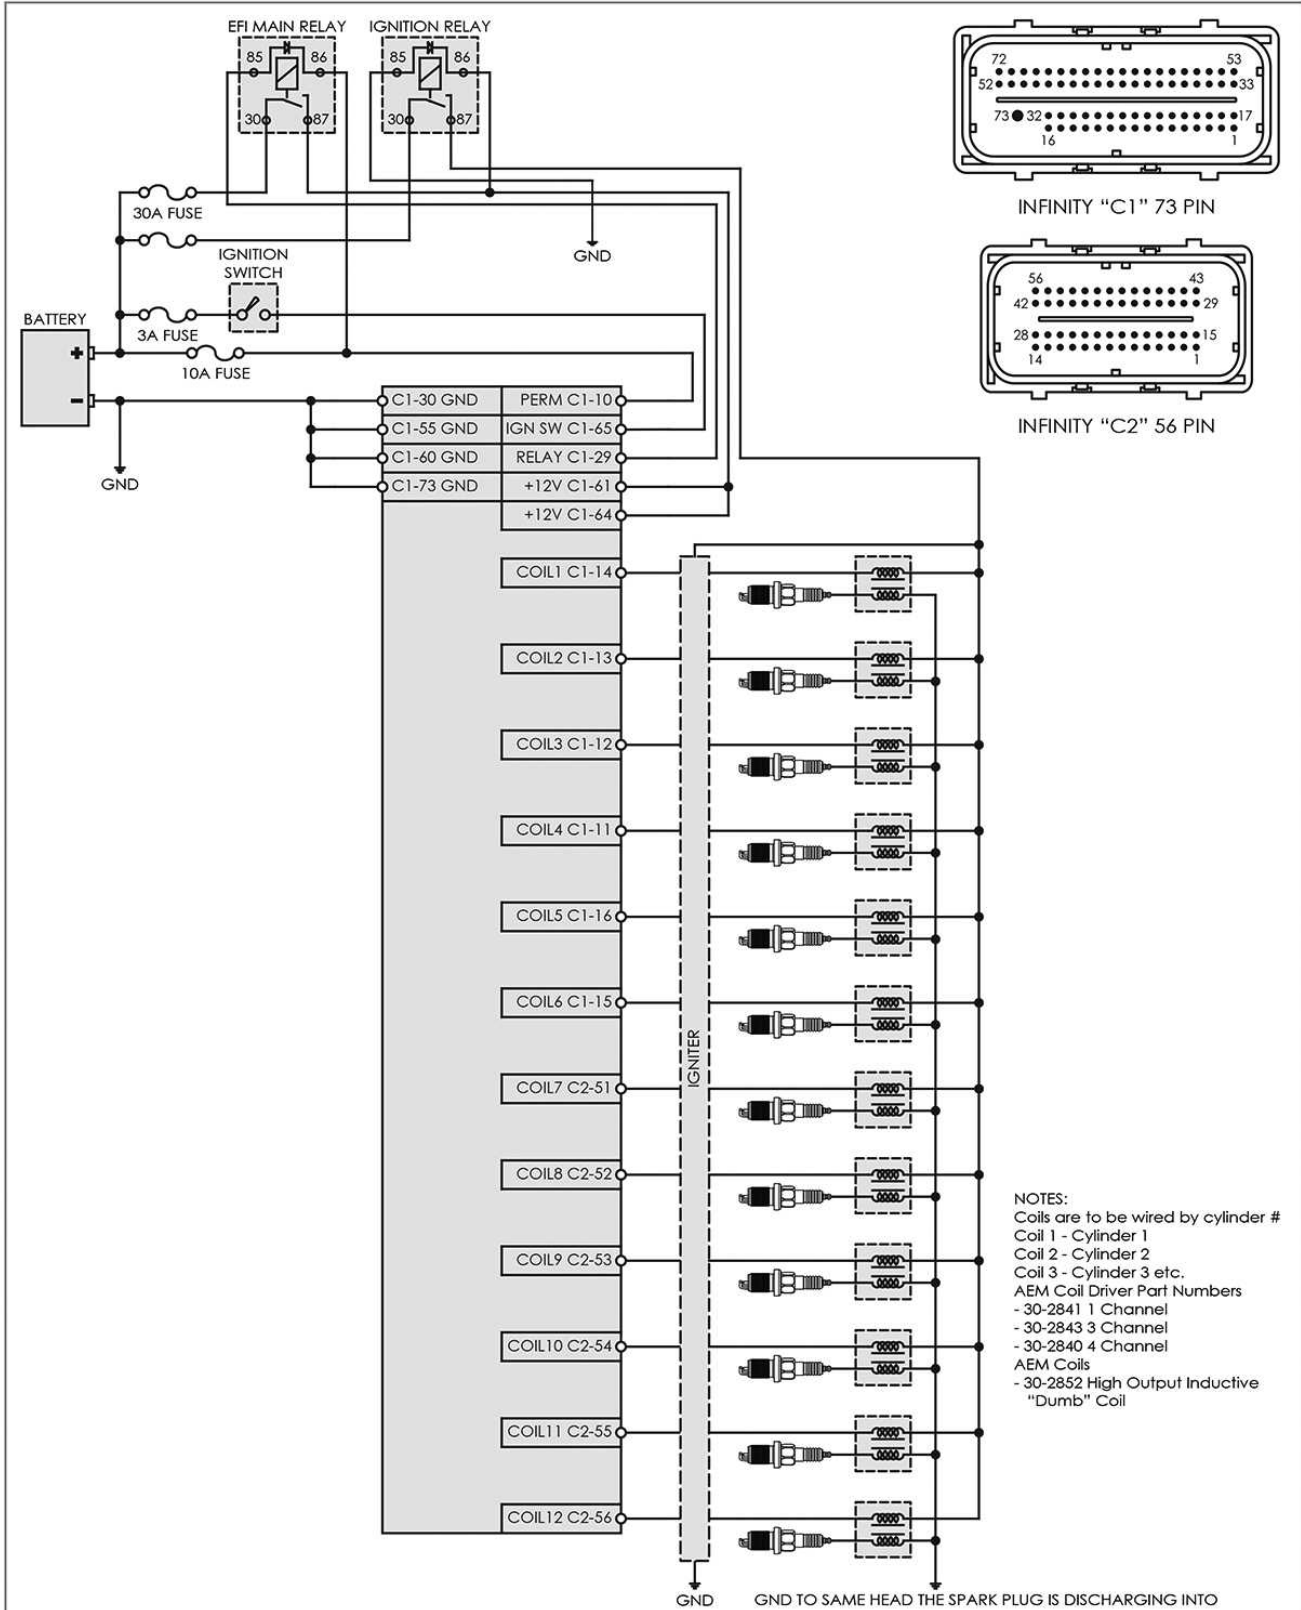 EFI MAIN RELAY
85
86
30
87
IGNITION RELAY
85
86
30
87
30A FUSE
GND
IGNITION
SWITCH
3A FUSE
BATTERY
+
-
10A FUSE
GND
72
53
52
33
73
32
17
16
1
INFINITY “C1” 73 PIN
56
43
42
29
28
15
14
1
INFINITY “C2” 56 PIN
C1-30 GND
PERM C1-10
C1-55 GND
IGN SW C1-65
C1-60 GND
RELAY C1-29
C1-73 GND
+12V C1-61
+12V C1-64
COIL1 C1-14
COIL2 C1-13
COIL3 C1-12
COIL4 C1-11
COIL5 C1-16
COIL6 C1-15
COIL7 C2-51
COIL8 C2-52
COIL9 C2-53
COIL10 C2-54
COIL11 C2-55
COIL12 C2-56
IGNITER
GND
GND TO SAME HEAD THE SPARK PLUG IS DISCHARGING INTO
NOTES:
Coils are to be wired by cylinder #
Coil 1 - Cylinder 1
Coil 2 - Cylinder 2
Coil 3 - Cylinder 3 etc.
AEM Coil Driver Part Numbers
- 30-2841 1 Channel
- 30-2843 3 Channel
- 30-2840 4 Channel
AEM Coils
- 30-2852 High Output Inductive
“Dumb” Coil